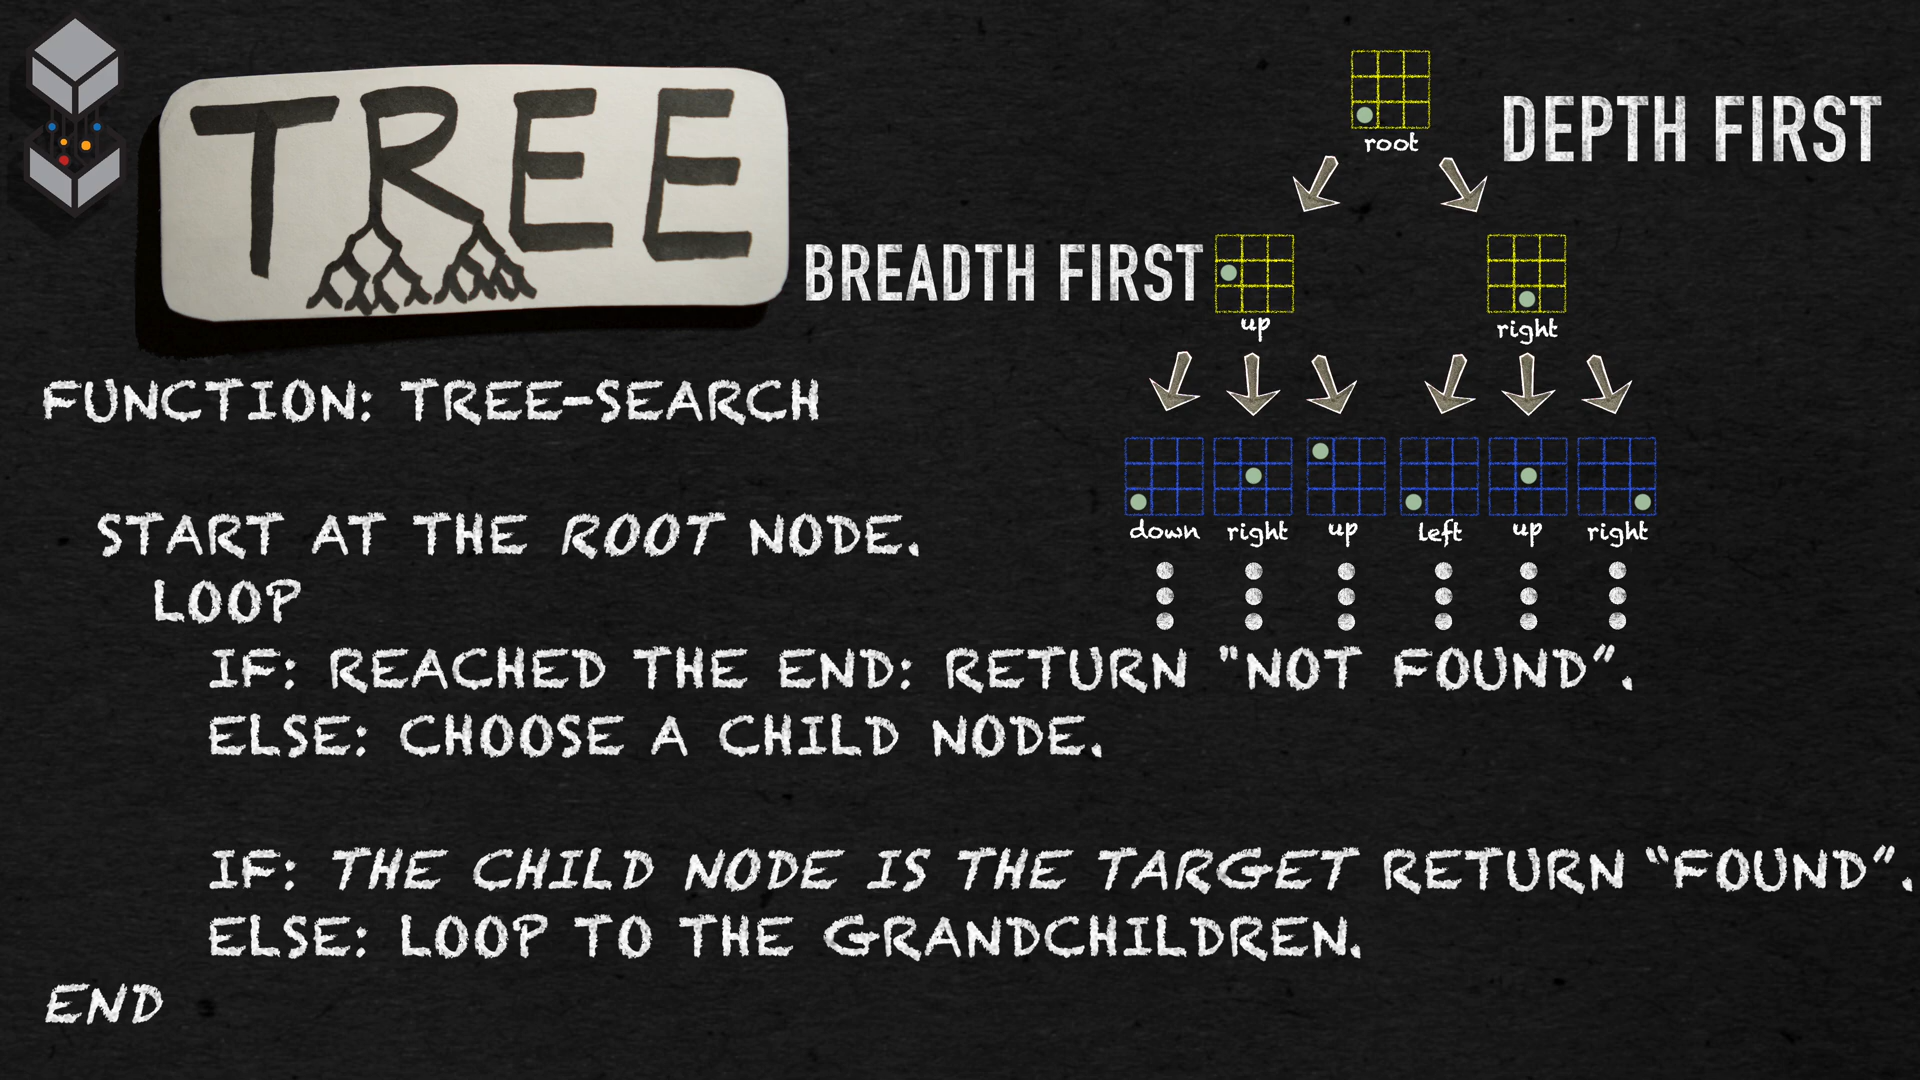 TREE
DEPTH FIRST
root
BREADTH FIRST
up right
down right up left up right
FUNCTION: TREE-SEARCH
START AT THE ROOT NODE.
LOOP
IF: REACHED THE END: RETURN "NOT FOUND".
ELSE: CHOOSE A CHILD NODE.
IF: THE CHILD NODE IS THE TARGET RETURN “FOUND”.
ELSE: LOOP TO THE GRANDCHILDREN.
END